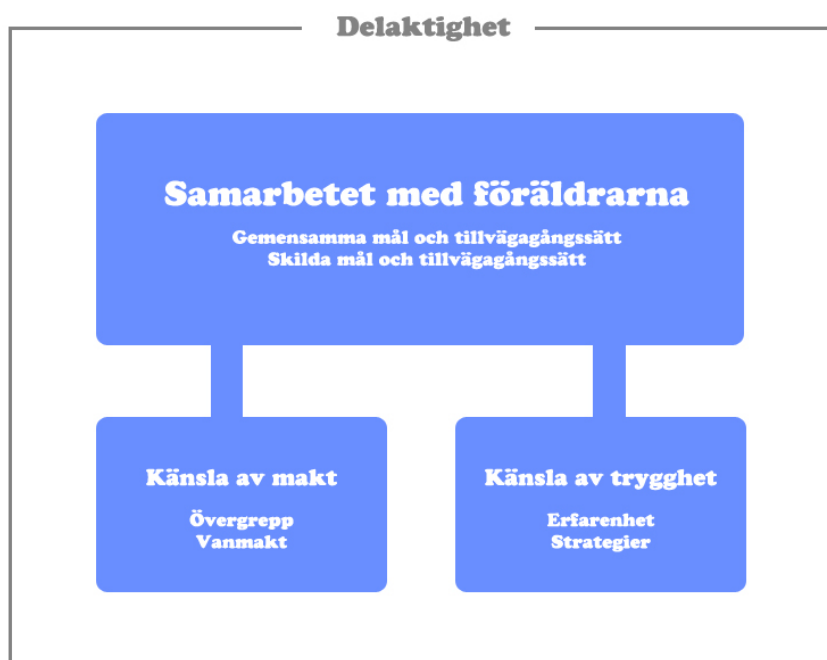 Delaktighet
Samarbetet med föräldrarna
Gemensamma mål och tillvägagångssätt
Skilda mål och tillvägagångssätt
Känsla av makt
Övergrepp
Vanmakt
Känsla av trygghet
Erfarenhet
Strategier